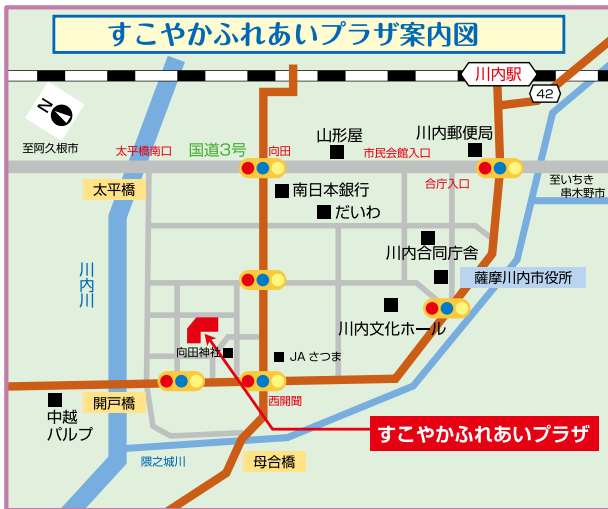 すこやかふれあいプラザ案内図
川内駅
42
N
至阿久根市
太平橋南口
国道3号
向田
山形屋
市民会館入口
川内郵便局
合庁入口
至いちき
串木野市
太平橋
南日本銀行
だいわ
川内合同庁舎
薩摩川内市役所
川内川
川内文化ホール
向田神社
JAさつま
中越
パルプ
開戸橋
西開聞
すこやかふれあいプラザ
隈之城川
母合橋